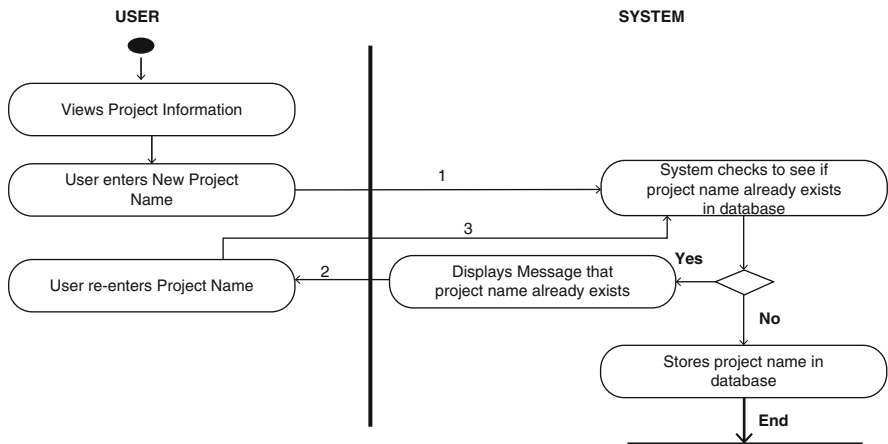 USER
SYSTEM
Views Project Information
User enters New Project
Name
1
System checks to see if
project name already exists
in database
3
User re-enters Project Name
2
Displays Message that
project name already exists
Yes
No
Stores project name in
database
End